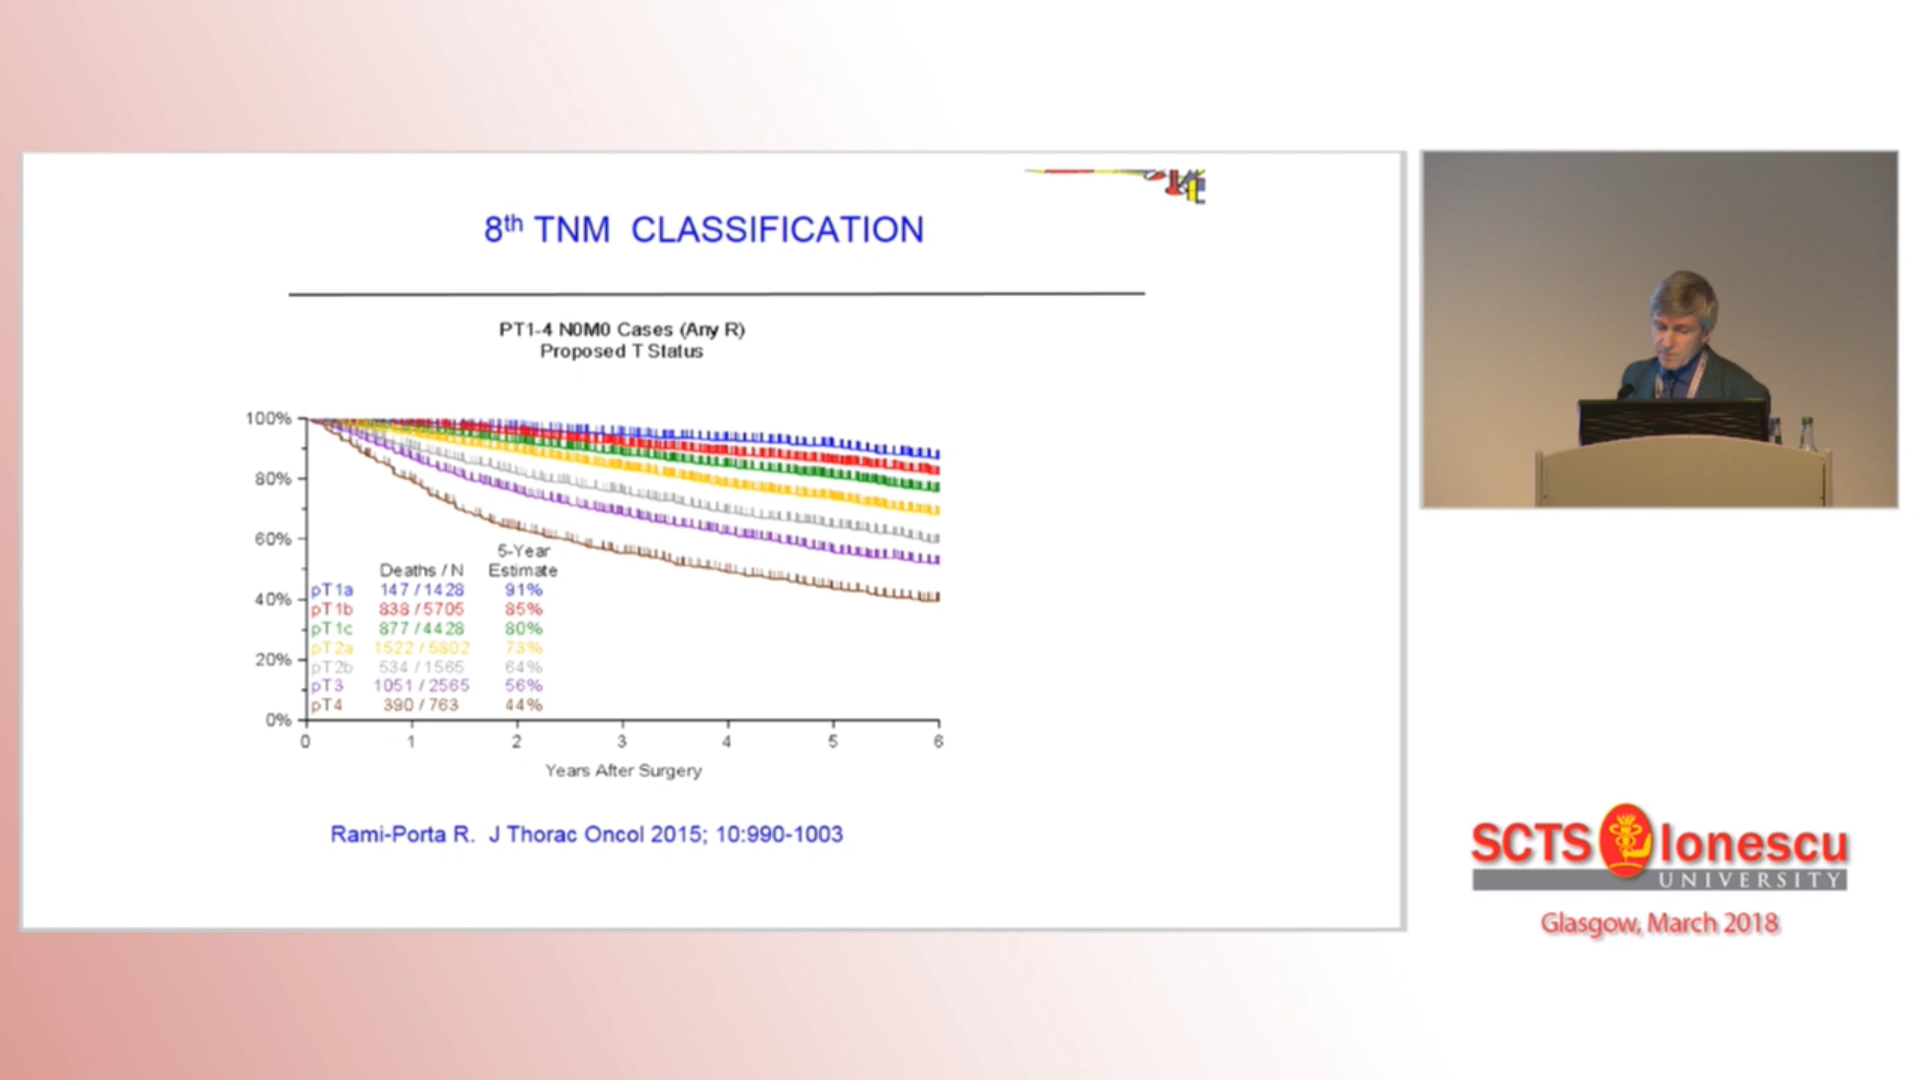 8th TNM CLASSIFICATION
PT1-4 N0M0 Cases (Any R)
Proposed T Status
100%
80%
60%
40%
20%
0%
5-Year
Deaths / N Estimate
pT1a 147 / 1428 91%
pT1b 838 / 5705 85%
pT1c 877 / 4428 80%
pT2a 1522 / 5802 73%
pT2b 534 / 1565 64%
pT3 1051 / 2565 56%
pT4 390 / 763 44%
0 1 2 3 4 5 6
Years After Surgery
Rami-Porta R. J Thorac Oncol 2015; 10:990-1003
SCTS Ionescu
UNIVERSITY
Glasgow, March 2018